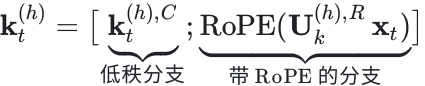 k_t^{(h)} = [ k_t^{(h),C} ; RoPE(U_k^{(h),R} x_t) ]
低秩分支 带 RoPE 的分支